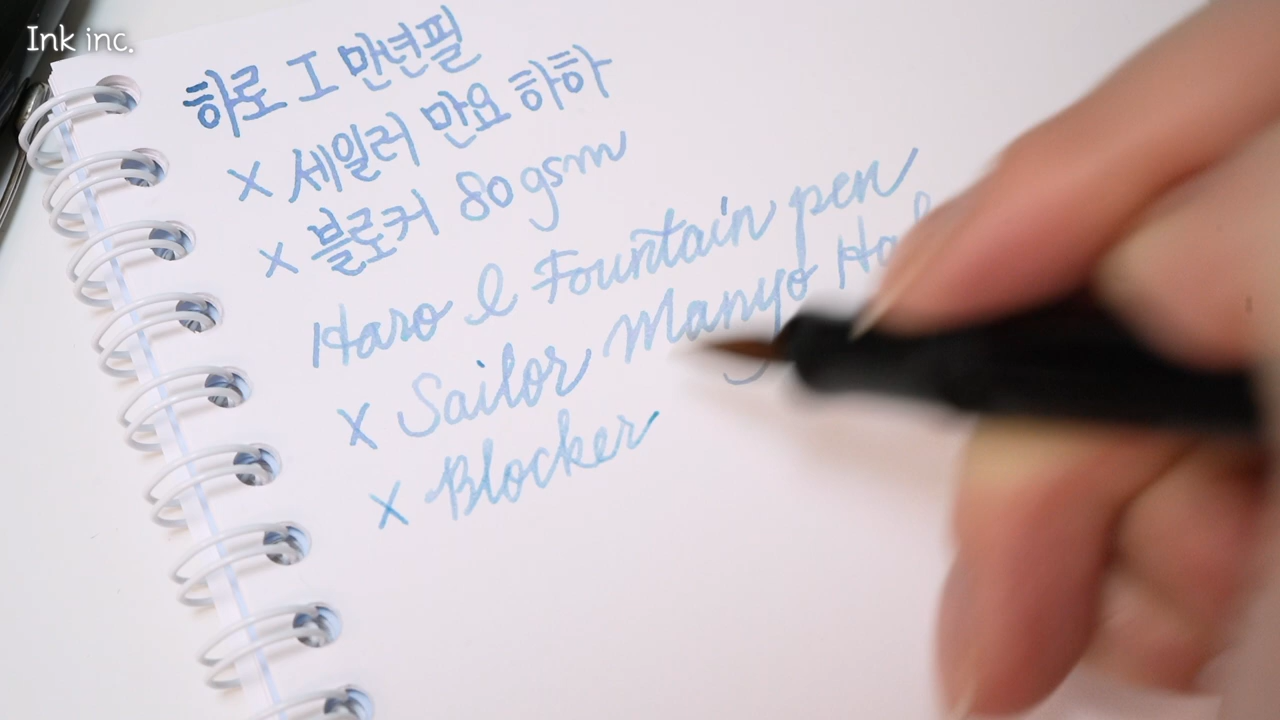 Ink inc.
하로 I 만년필
X 세일러 만요 하하
X 블로커 80gsm
Haro I Fountain pen
X Sailor Manyo
X Blocker